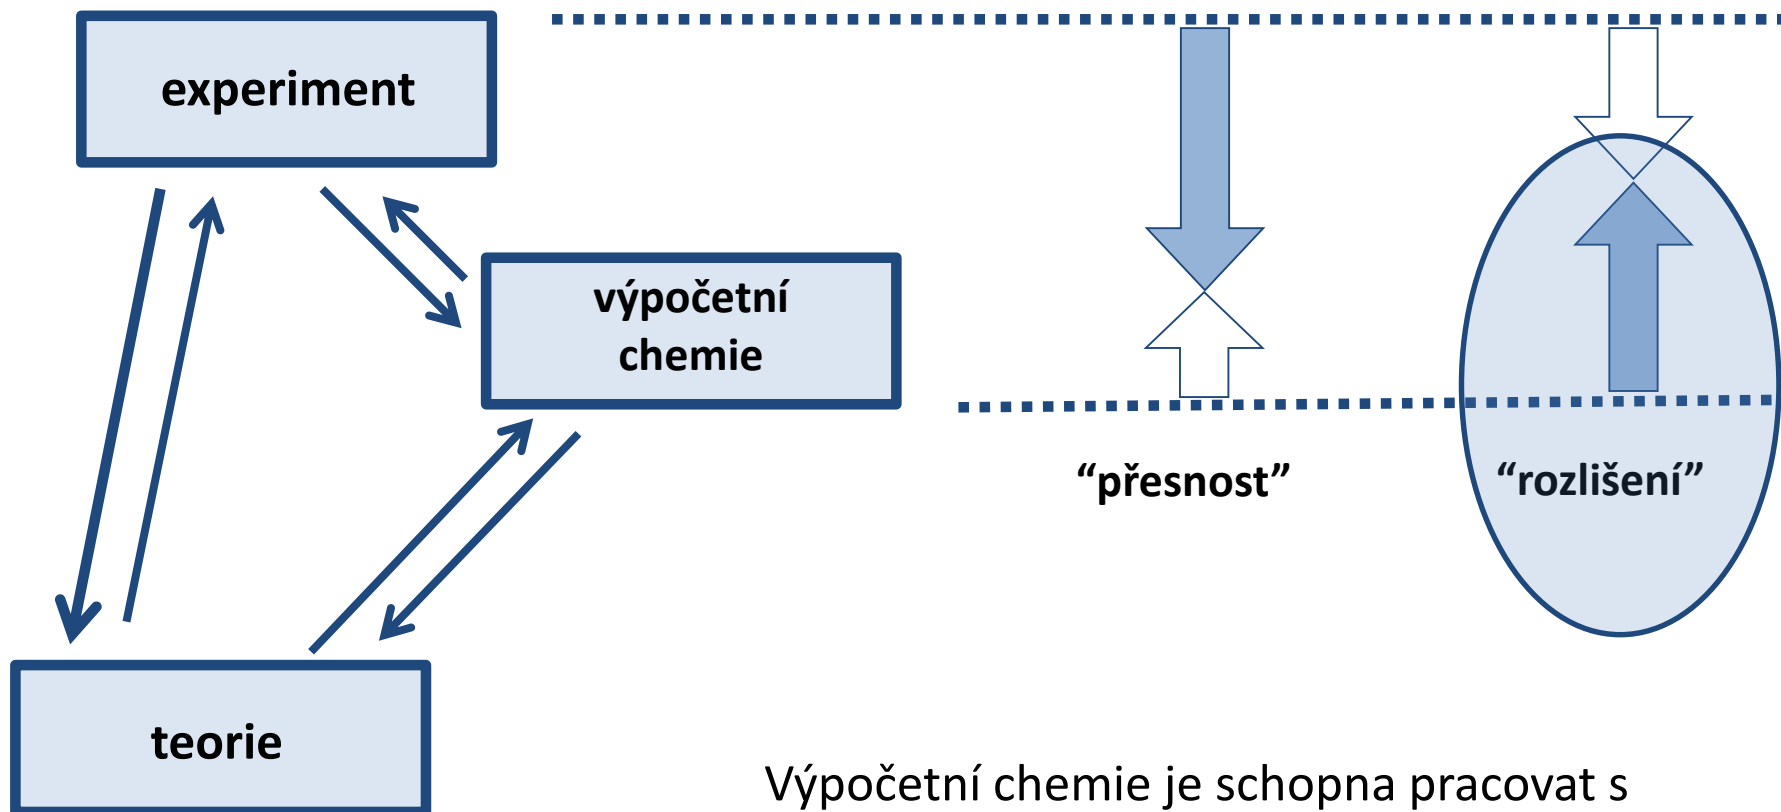 experiment
výpočetní
chemie
“přesnost”
“rozlišení”
teorie
Výpočetní chemie je schopna pracovat s